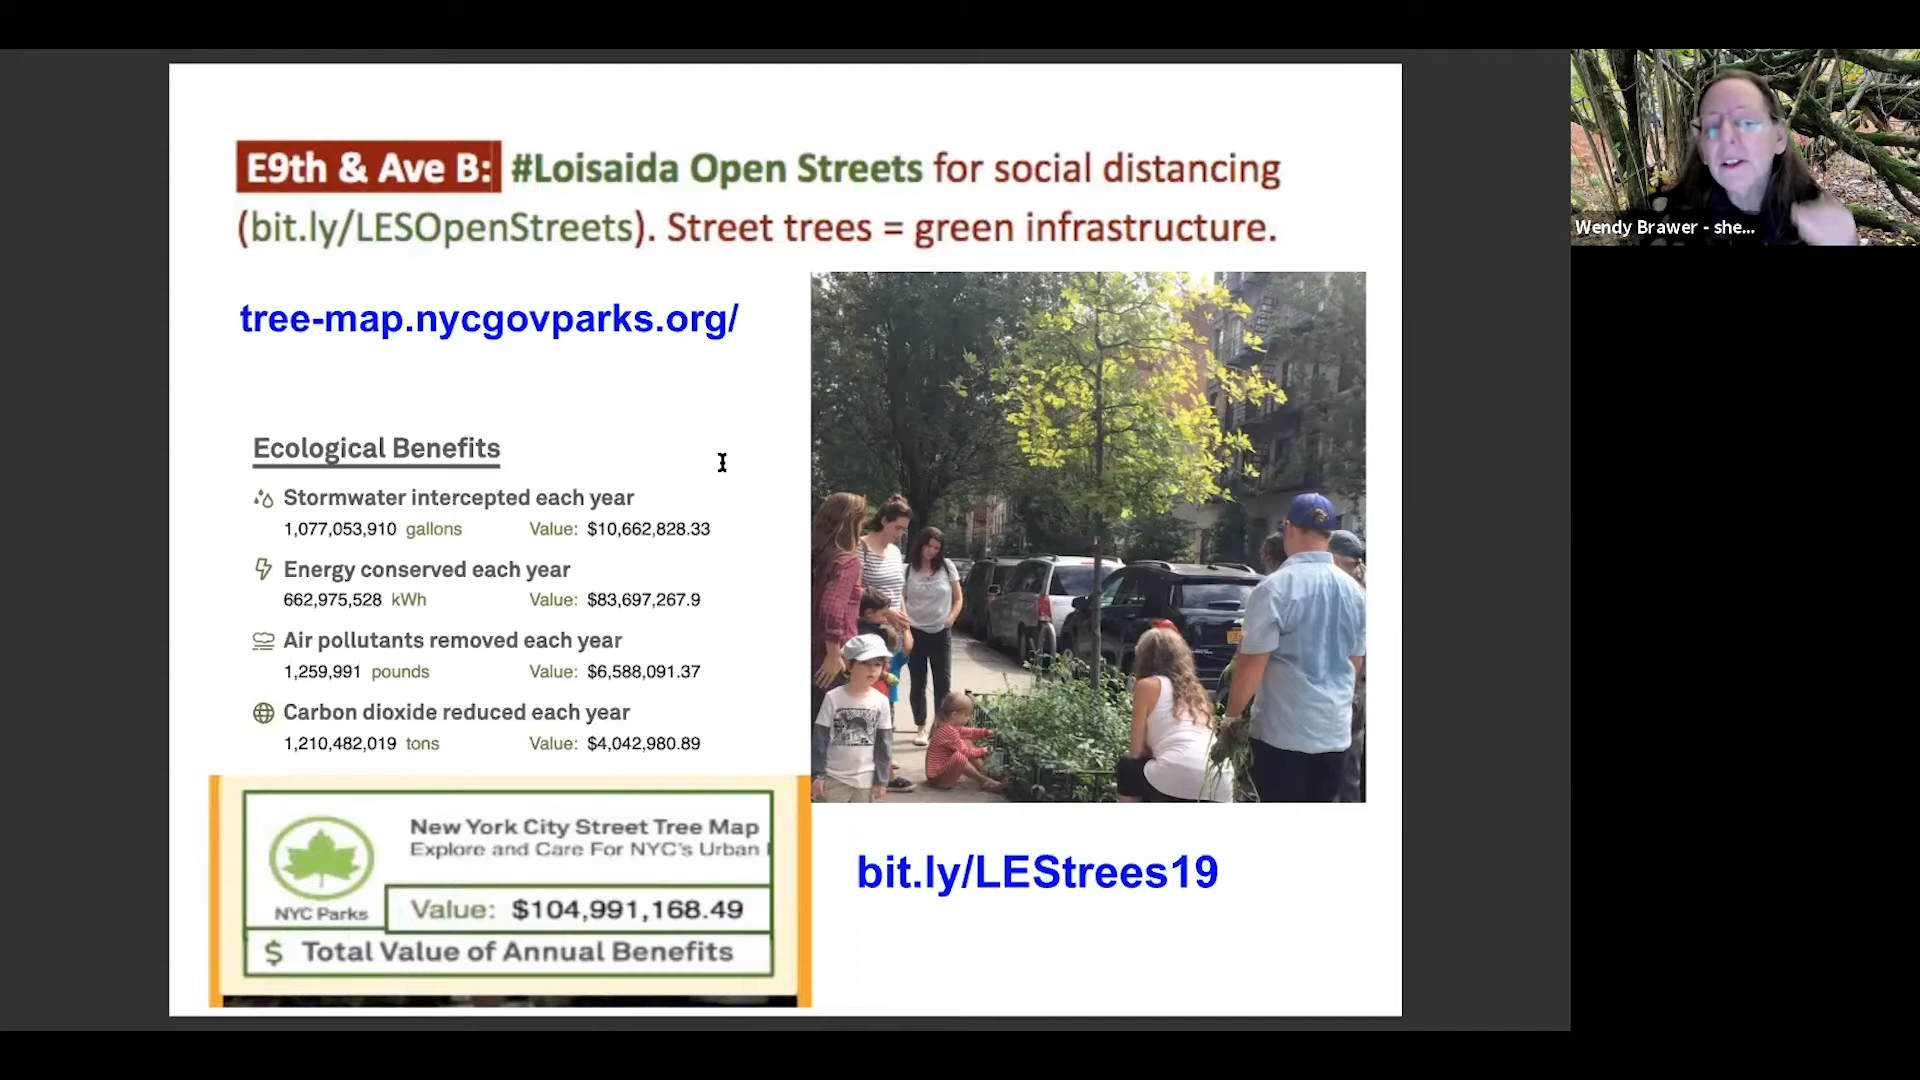 E9th & Ave B: #Loisaida Open Streets for social distancing
(bit.ly/LESOpenStreets). Street trees = green infrastructure.
tree-map.nycgovparks.org/
Ecological Benefits
Stormwater intercepted each year
1,077,053,910 gallons Value: $10,662,828.33
Energy conserved each year
662,975,528 kWh Value: $83,697,267.9
Air pollutants removed each year
1,259,991 pounds Value: $6,588,091.37
Carbon dioxide reduced each year
1,210,482,019 tons Value: $4,042,980.89
New York City Street Tree Map
Explore and Care For NYC's Urban
NYC Parks
Value: $104,991,168.49
$ Total Value of Annual Benefits
bit.ly/LEStrees19
Wendy Brawer - she...